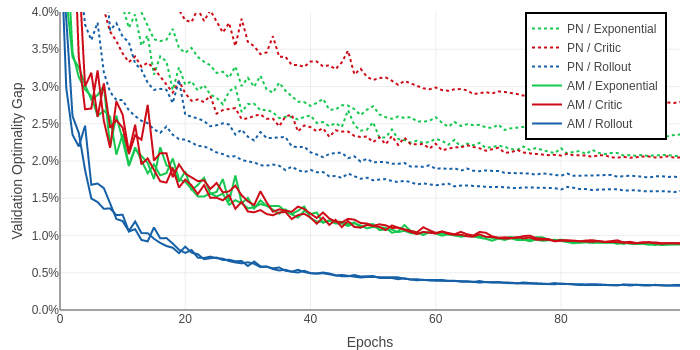 4.0%
3.5%
3.0%
2.5%
2.0%
1.5%
1.0%
0.5%
0.0%
Validation Optimality Gap
0
20
40
60
80
Epochs
PN / Exponential
PN / Critic
PN / Rollout
AM / Exponential
AM / Critic
AM / Rollout